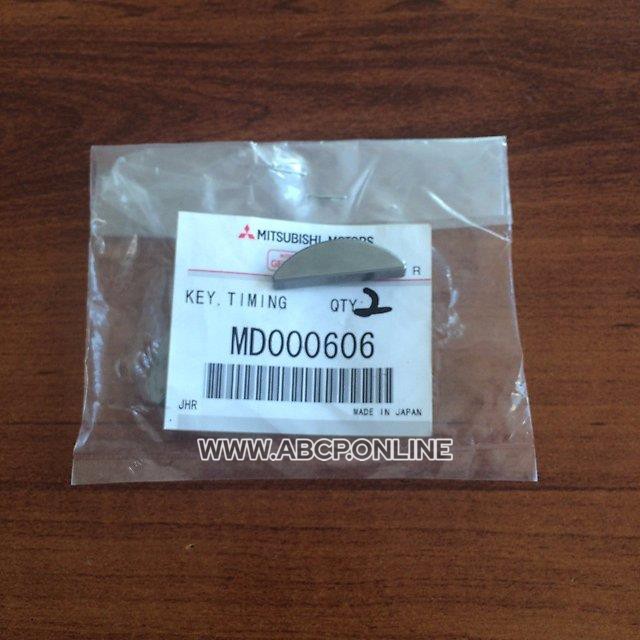 MITSUBISHI MOTORS
R
KEY, TIMING QTY: 2
MD000606
JHR MADE IN JAPAN
WWW.ABCP.ONLINE